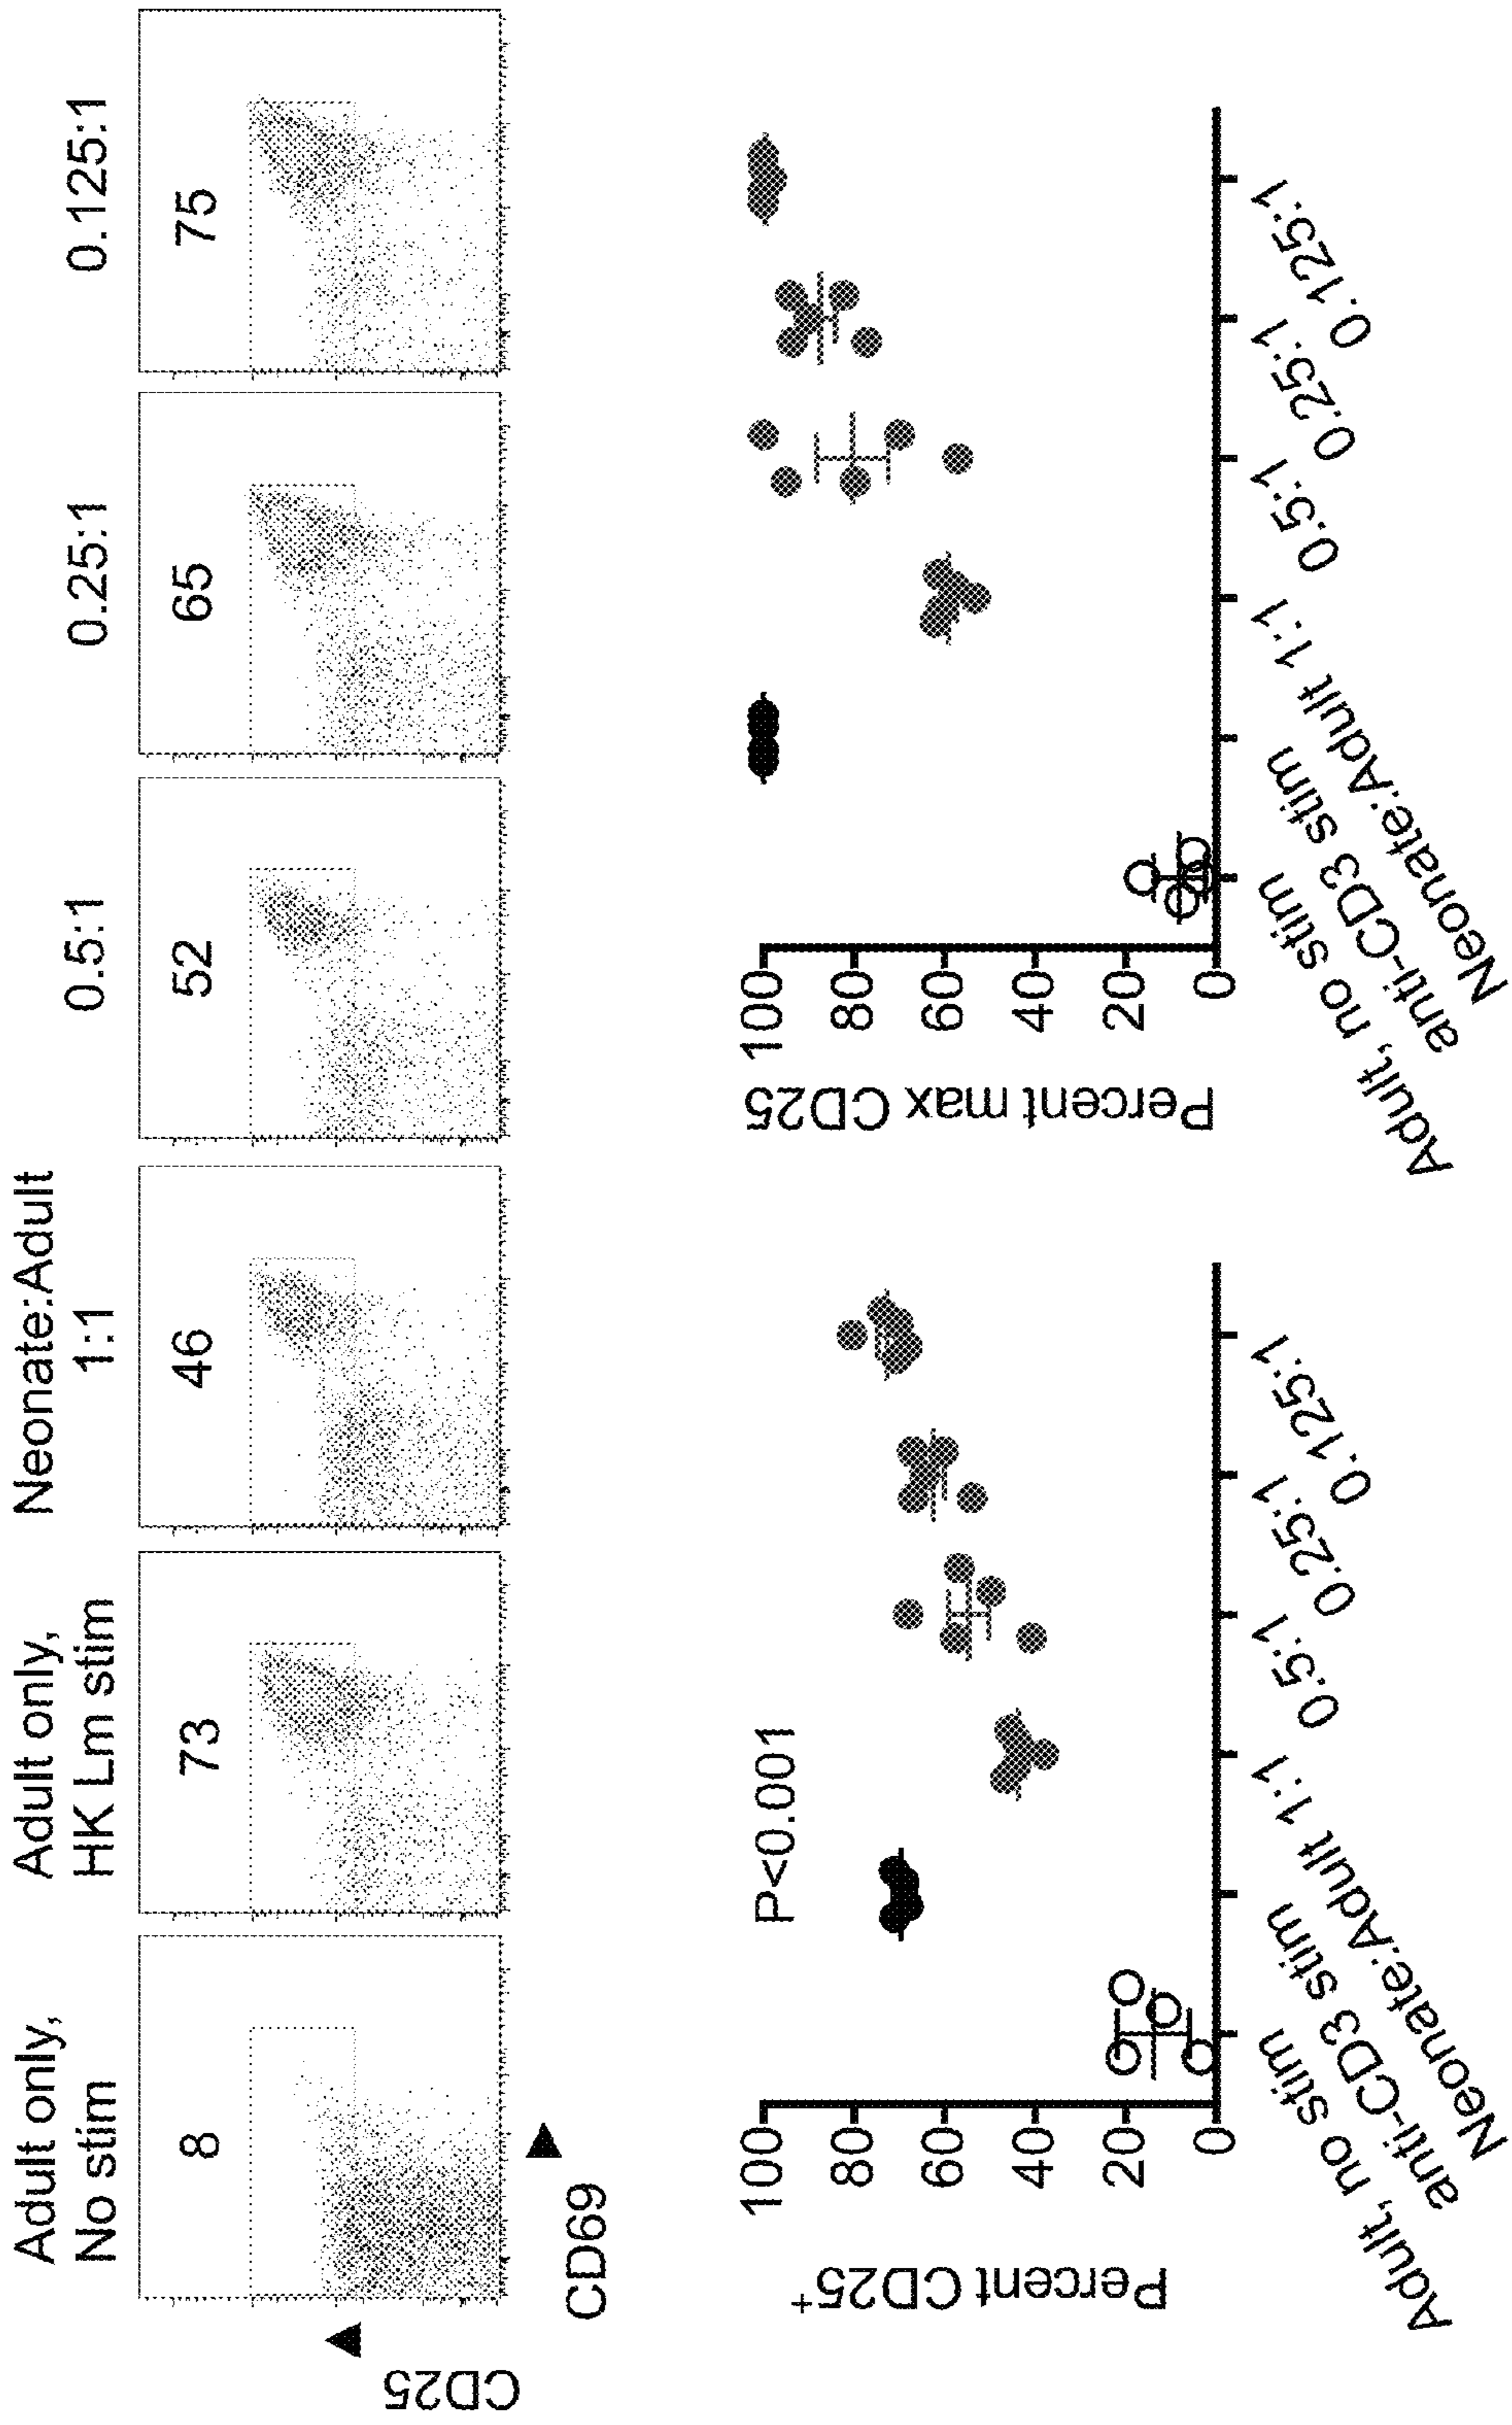 Adult only,
No stim
Adult only,
HK Lm stim
Neonate:Adult
1:1
0.5:1
0.25:1
0.125:1
8
73
46
52
65
75
CD25
CD69
P<0.001
Percent CD25+
100
80
60
40
20
0
Adult, no stim
anti-CD3 stim
Neonate:Adult 1:1
0.5:1
0.25:1
0.125:1
Percent max CD25
100
80
60
40
20
0
Adult, no stim
anti-CD3 stim
Neonate:Adult 1:1
0.5:1
0.25:1
0.125:1